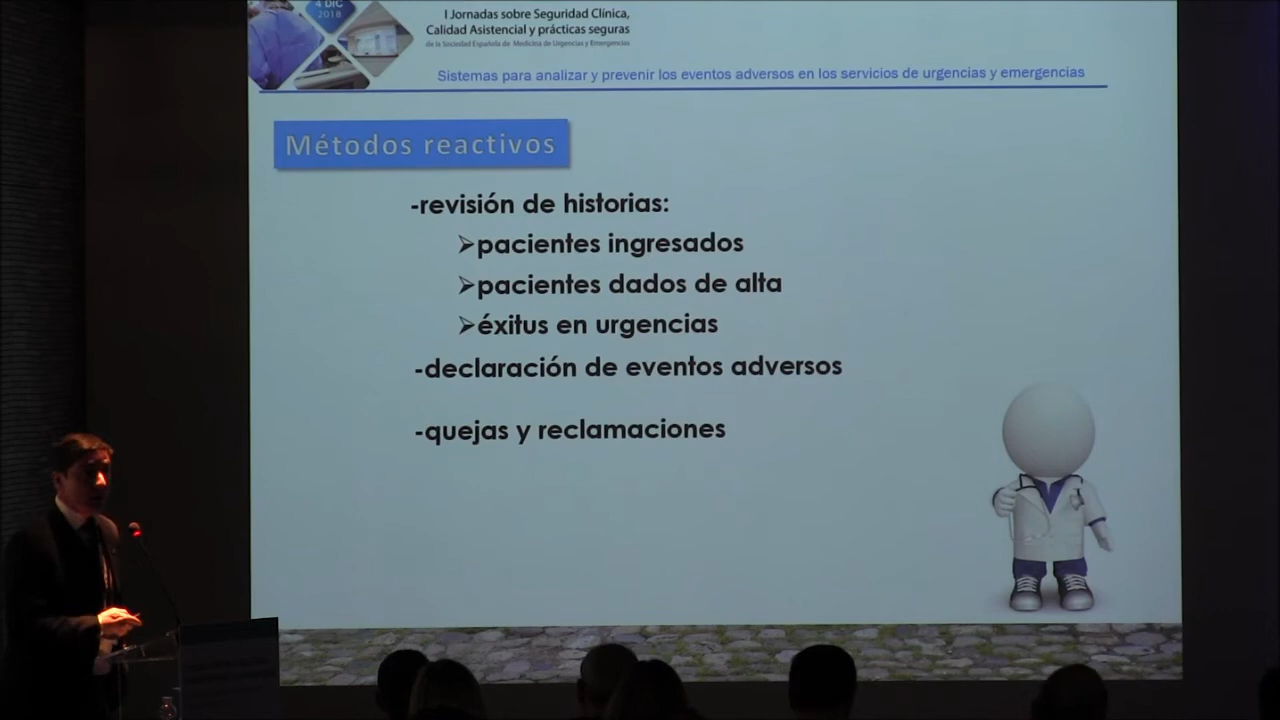 4 DIC
2018
I Jornadas sobre Seguridad Clínica,
Calidad Asistencial y prácticas seguras
de la Sociedad Española de Medicina de Urgencias y Emergencias
Sistemas para analizar y prevenir los eventos adversos en los servicios de urgencias y emergencias
Métodos reactivos
-revisión de historias:
➢pacientes ingresados
➢pacientes dados de alta
➢éxitus en urgencias
-declaración de eventos adversos
-quejas y reclamaciones